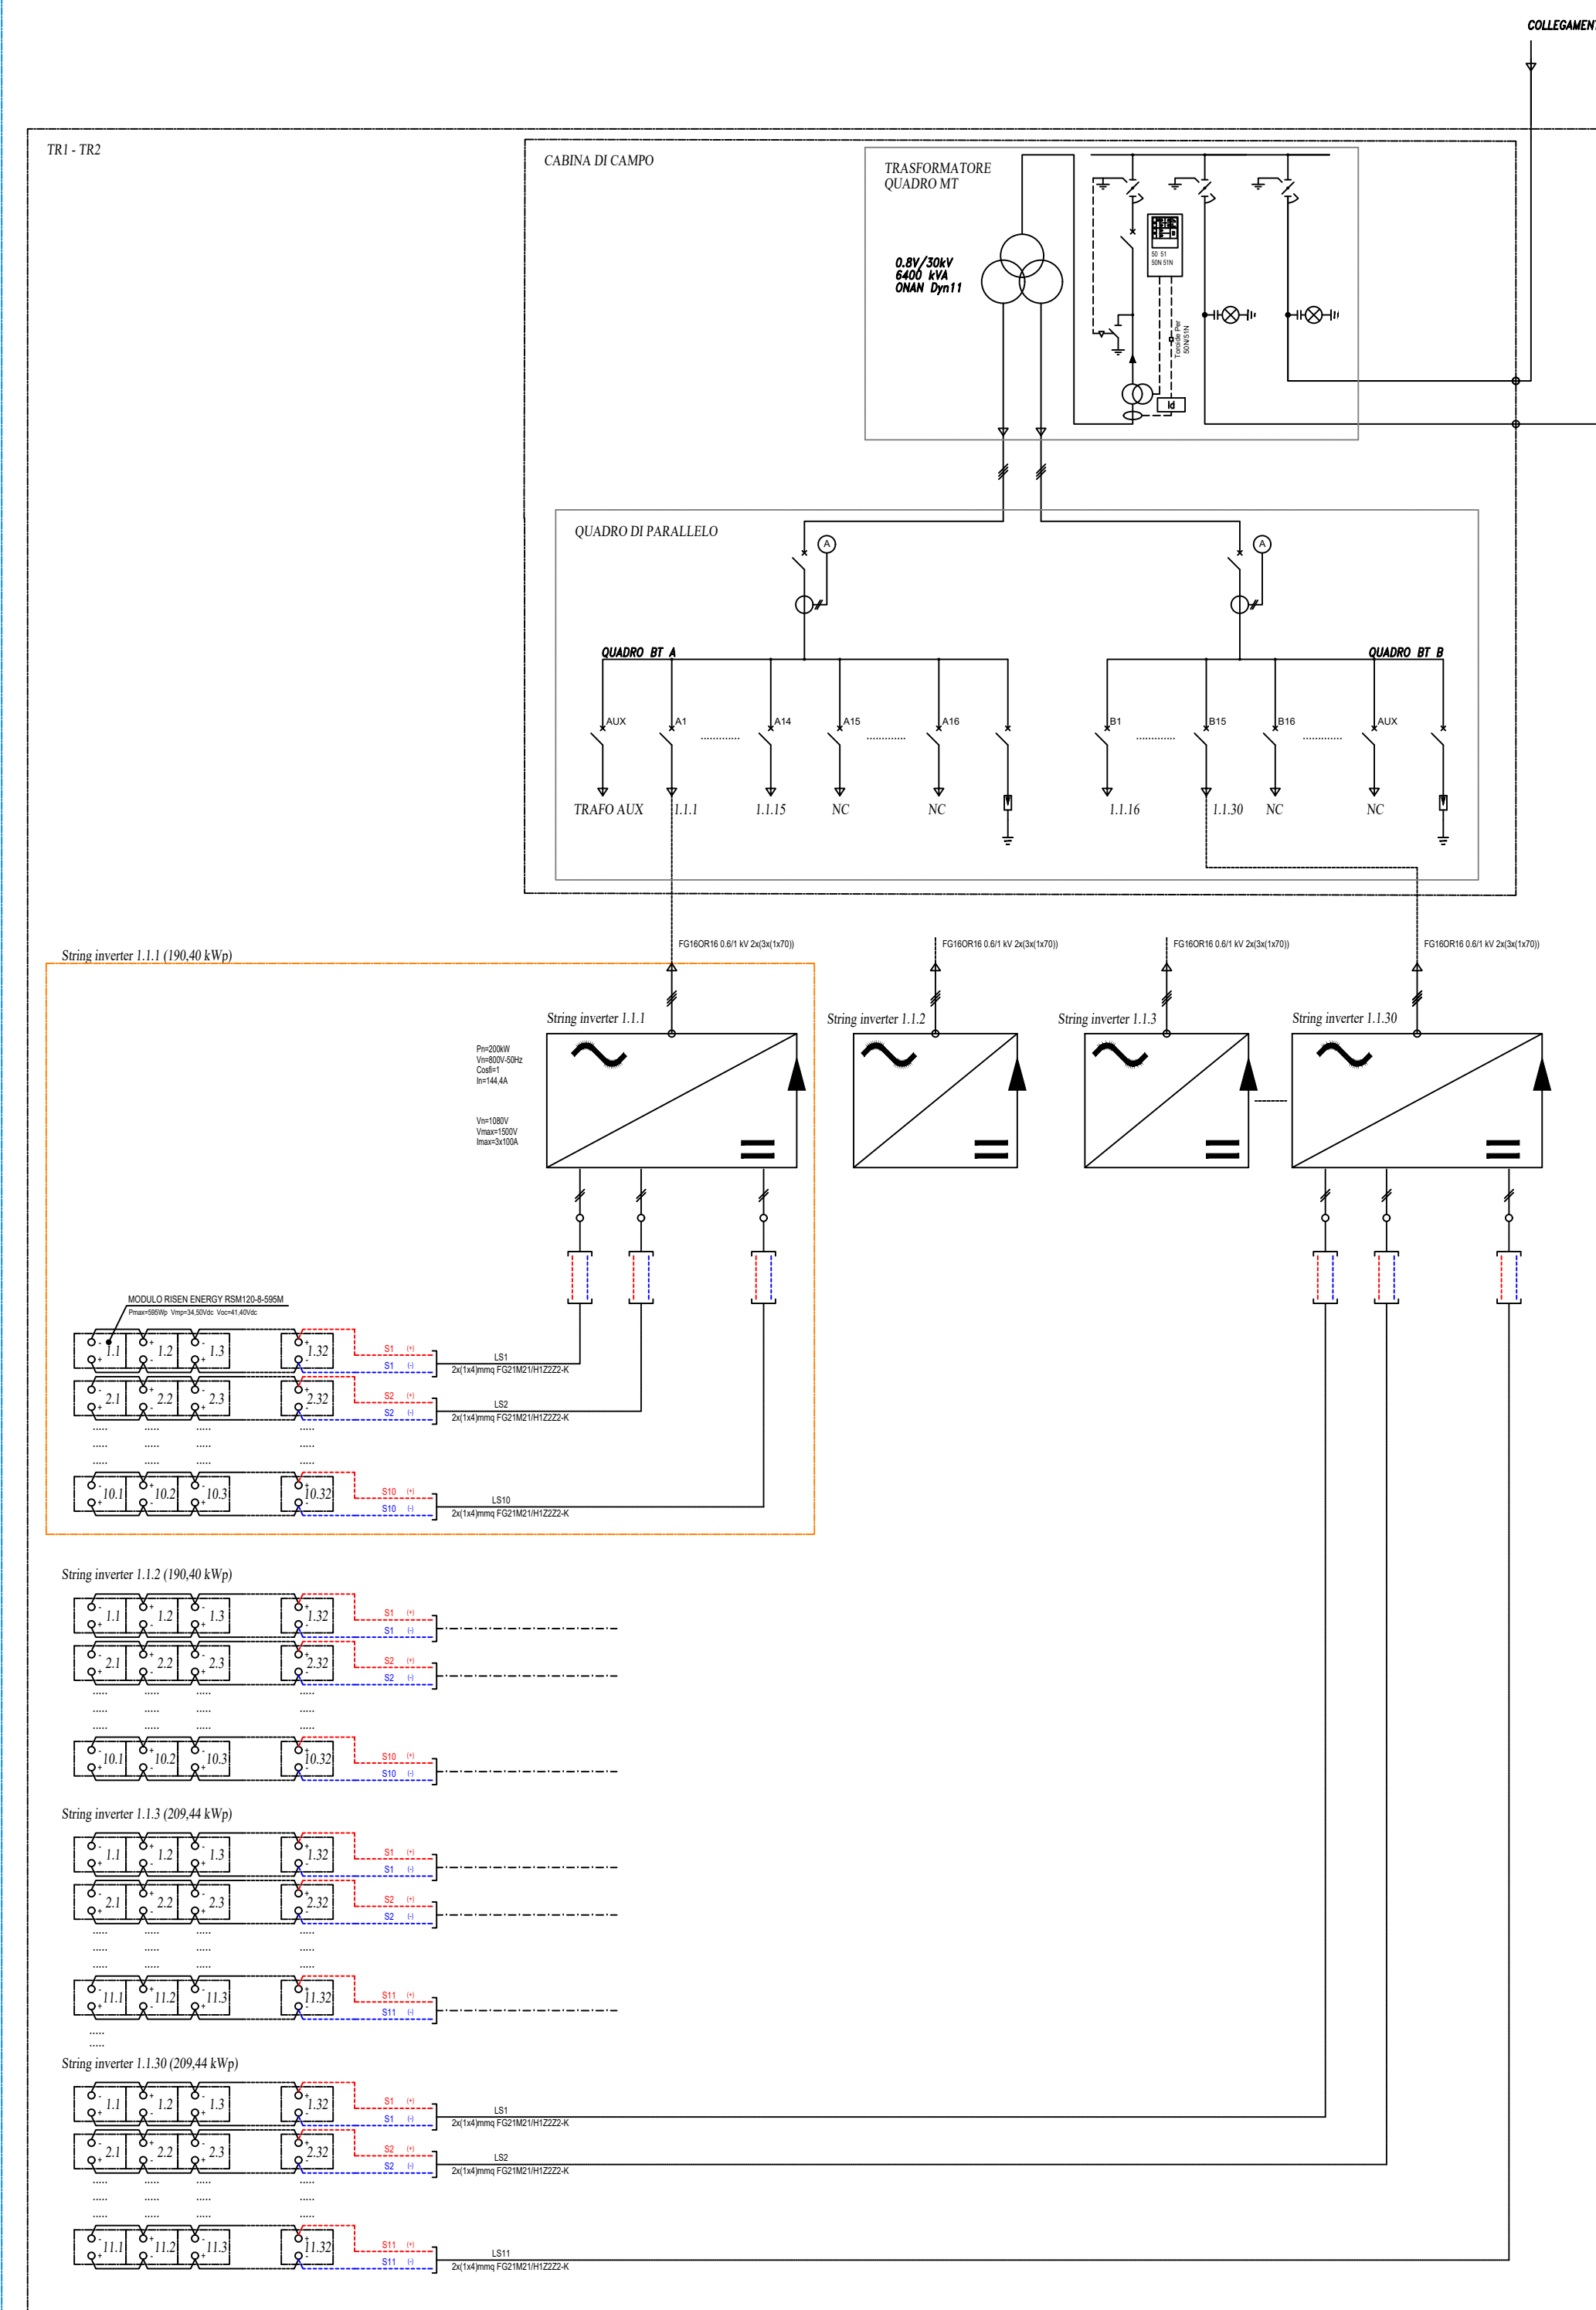 COLLEGAMENT
TR1 - TR2
CABINA DI CAMPO
TRASFORMATORE
QUADRO MT
0.8V/30kV
6400 kVA
ONAN Dyn11
50 51
50N 51N
Toroide Per
50N/51N
Id
QUADRO DI PARALLELO
A
A
QUADRO BT A
QUADRO BT B
AUX
A1
.............
A14
A15
.............
A16
B1
.............
B15
B16
.............
AUX
TRAFO AUX
1.1.1
1.1.15
NC
NC
1.1.16
1.1.30
NC
NC
FG16OR16 0.6/1 kV 2x(3x(1x70))
FG16OR16 0.6/1 kV 2x(3x(1x70))
FG16OR16 0.6/1 kV 2x(3x(1x70))
FG16OR16 0.6/1 kV 2x(3x(1x70))
String inverter 1.1.1 (190,40 kWp)
String inverter 1.1.1
String inverter 1.1.2
String inverter 1.1.3
String inverter 1.1.30
Pn=200kW
Vn=800V-50Hz
Cosfi=1
In=144,4A
Vn=1080V
Vmax=1500V
Imax=3x100A
MODULO RISEN ENERGY RSM120-8-595M
Pmax=595Wp Vmp=34,50Vdc Voc=41,40Vdc
- 1.1 + + 1.2 - - 1.3 + + 1.32 -
S1 (+)
S1 (-)
LS1
2x(1x4)mmq FG21M21/H1Z2Z2-K
- 2.1 + + 2.2 - - 2.3 + + 2.32 -
S2 (+)
S2 (-)
LS2
2x(1x4)mmq FG21M21/H1Z2Z2-K
..... ..... ..... .....
..... ..... ..... .....
..... ..... ..... .....
- 10.1 + + 10.2 - - 10.3 + + 10.32 -
S10 (+)
S10 (-)
LS10
2x(1x4)mmq FG21M21/H1Z2Z2-K
String inverter 1.1.2 (190,40 kWp)
- 1.1 + + 1.2 - - 1.3 + + 1.32 -
S1 (+)
S1 (-)
- 2.1 + + 2.2 - - 2.3 + + 2.32 -
S2 (+)
S2 (-)
..... ..... ..... .....
..... ..... ..... .....
..... ..... ..... .....
- 10.1 + + 10.2 - - 10.3 + + 10.32 -
S10 (+)
S10 (-)
String inverter 1.1.3 (209,44 kWp)
- 1.1 + + 1.2 - - 1.3 + + 1.32 -
S1 (+)
S1 (-)
- 2.1 + + 2.2 - - 2.3 + + 2.32 -
S2 (+)
S2 (-)
..... ..... ..... .....
..... ..... ..... .....
..... ..... ..... .....
- 11.1 + + 11.2 - - 11.3 + + 11.32 -
S11 (+)
S11 (-)
.....
.....
String inverter 1.1.30 (209,44 kWp)
- 1.1 + + 1.2 - - 1.3 + + 1.32 -
S1 (+)
S1 (-)
LS1
2x(1x4)mmq FG21M21/H1Z2Z2-K
- 2.1 + + 2.2 - - 2.3 + + 2.32 -
S2 (+)
S2 (-)
LS2
2x(1x4)mmq FG21M21/H1Z2Z2-K
..... ..... ..... .....
..... ..... ..... .....
..... ..... ..... .....
- 11.1 + + 11.2 - - 11.3 + + 11.32 -
S11 (+)
S11 (-)
LS11
2x(1x4)mmq FG21M21/H1Z2Z2-K